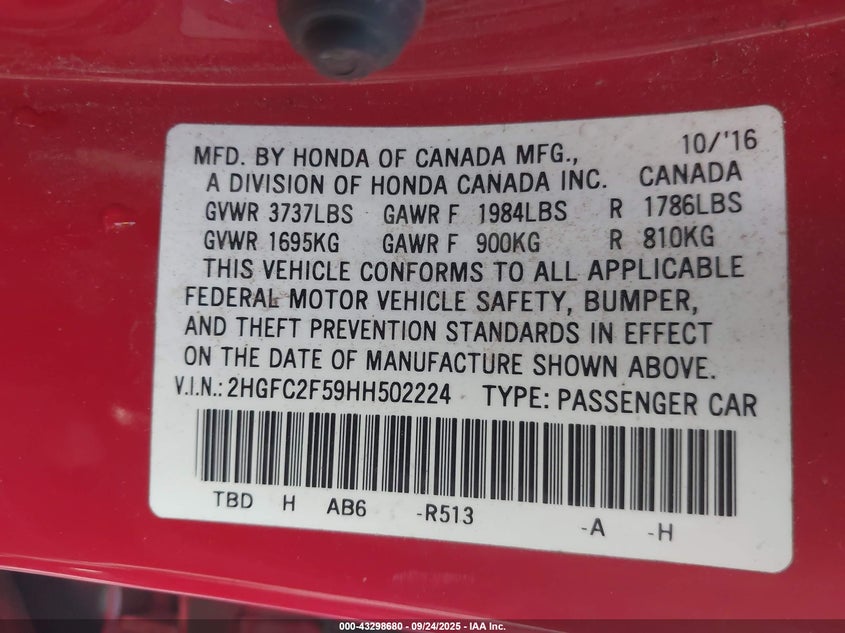 MFD. BY HONDA OF CANADA MFG., 10/'16
A DIVISION OF HONDA CANADA INC. CANADA
GVWR 3737LBS GAWR F 1984LBS R 1786LBS
GVWR 1695KG GAWR F 900KG R 810KG
THIS VEHICLE CONFORMS TO ALL APPLICABLE
FEDERAL MOTOR VEHICLE SAFETY, BUMPER,
AND THEFT PREVENTION STANDARDS IN EFFECT
ON THE DATE OF MANUFACTURE SHOWN ABOVE.
V.I.N.: 2HGFC2F59HH502224 TYPE: PASSENGER CAR
TBD H AB6 -R513 -A -H
000-43298680 - 09/24/2025 - IAA Inc.